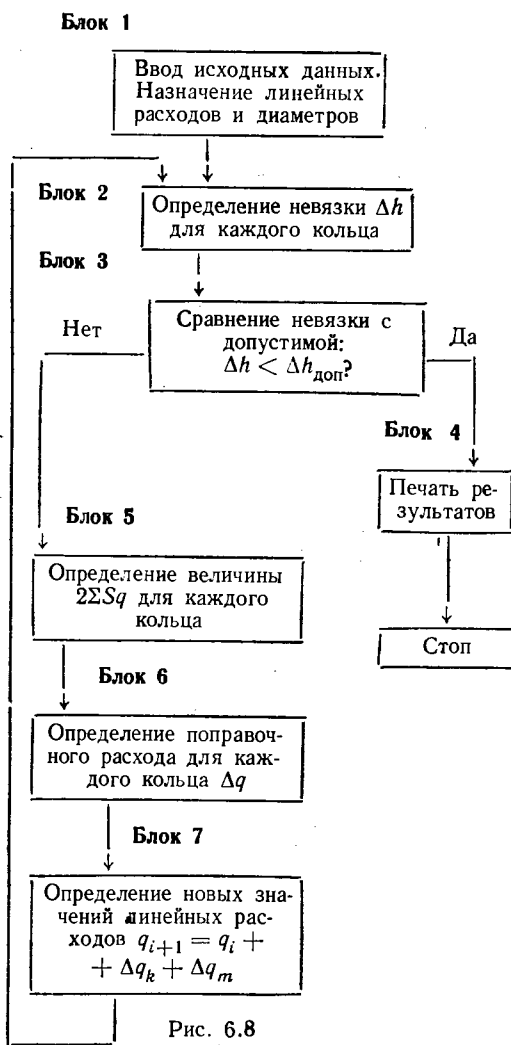 Блок 1
Ввод исходных данных.
Назначение линейных
расходов и диаметров
Блок 2
Определение невязки Δh
для каждого кольца
Блок 3
Сравнение невязки с
допустимой:
Δh < Δhдоп?
Нет
Да
Блок 4
Печать ре-
зультатов
Стоп
Блок 5
Определение величины
2ΣSq для каждого
кольца
Блок 6
Определение поправоч-
ного расхода для каж-
дого кольца Δq
Блок 7
Определение новых зна-
чений линейных рас-
ходов qi+1 = qi +
+ Δqk + Δqm
Рис. 6.8